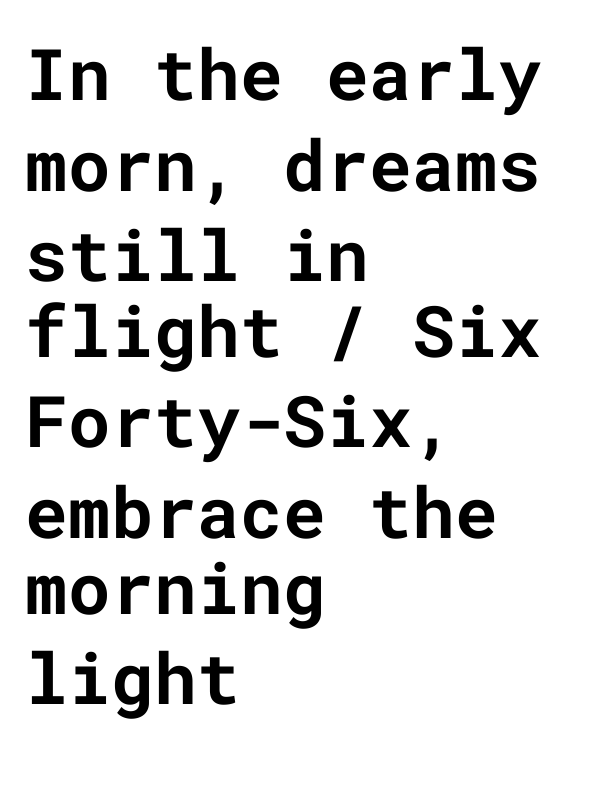 In the early
morn, dreams
still in
flight / Six
Forty-Six,
embrace the
morning
light